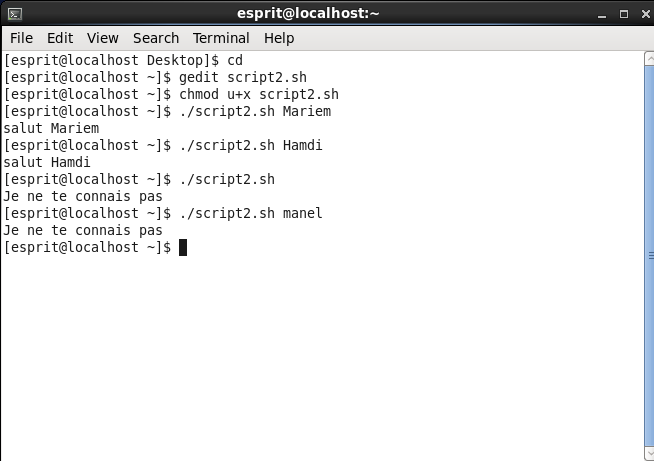 esprit@localhost:~
File Edit View Search Terminal Help
[esprit@localhost Desktop]$ cd
[esprit@localhost ~]$ gedit script2.sh
[esprit@localhost ~]$ chmod u+x script2.sh
[esprit@localhost ~]$ ./script2.sh Mariem
salut Mariem
[esprit@localhost ~]$ ./script2.sh Hamdi
salut Hamdi
[esprit@localhost ~]$ ./script2.sh
Je ne te connais pas
[esprit@localhost ~]$ ./script2.sh manel
Je ne te connais pas
[esprit@localhost ~]$